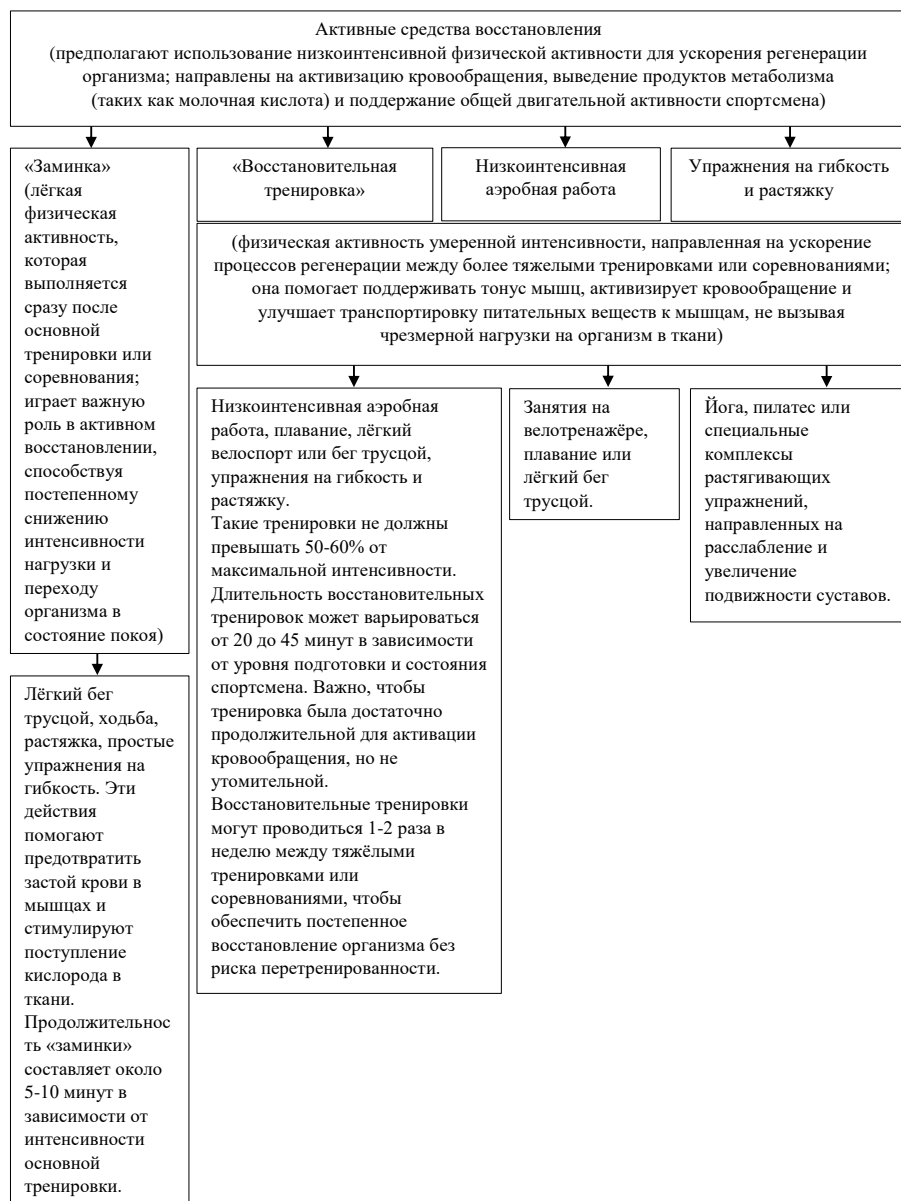 Активные средства восстановления
(предполагают использование низкоинтенсивной физической активности для ускорения регенерации
организма; направлены на активизацию кровообращения, выведение продуктов метаболизма
(таких как молочная кислота) и поддержание общей двигательной активности спортсмена)
«Заминка»
(лёгкая
физическая
активность,
которая
выполняется
сразу после
основной
тренировки или
соревнования;
играет важную
роль в активном
восстановлении,
способствуя
постепенному
снижению
интенсивности
нагрузки и
переходу
организма в
состояние покоя)
Лёгкий бег
трусцой, ходьба,
растяжка, простые
упражнения на
гибкость. Эти
действия
помогают
предотвратить
застой крови в
мышцах и
стимулируют
поступление
кислорода в
ткани.
Продолжительнос
ть «заминки»
составляет около
5-10 минут в
зависимости от
интенсивности
основной
тренировки.
«Восстановительная
тренировка»
Низкоинтенсивная
аэробная работа
Упражнения на гибкость
и растяжку
(физическая активность умеренной интенсивности, направленная на ускорение
процессов регенерации между более тяжелыми тренировками или соревнованиями;
она помогает поддерживать тонус мышц, активизирует кровообращение и
улучшает транспортировку питательных веществ к мышцам, не вызывая
чрезмерной нагрузки на организм в ткани)
Низкоинтенсивная аэробная
работа, плавание, лёгкий
велоспорт или бег трусцой,
упражнения на гибкость и
растяжку.
Такие тренировки не должны
превышать 50-60% от
максимальной интенсивности.
Длительность восстановительных
тренировок может варьироваться
от 20 до 45 минут в зависимости
от уровня подготовки и состояния
спортсмена. Важно, чтобы
тренировка была достаточно
продолжительной для активации
кровообращения, но не
утомительной.
Восстановительные тренировки
могут проводиться 1-2 раза в
неделю между тяжёлыми
тренировками или
соревнованиями, чтобы
обеспечить постепенное
восстановление организма без
риска перетренированности.
Занятия на
велотренажёре,
плавание или
лёгкий бег
трусцой.
Йога, пилатес или
специальные
комплексы
растягивающих
упражнений,
направленных на
расслабление и
увеличение
подвижности суставов.